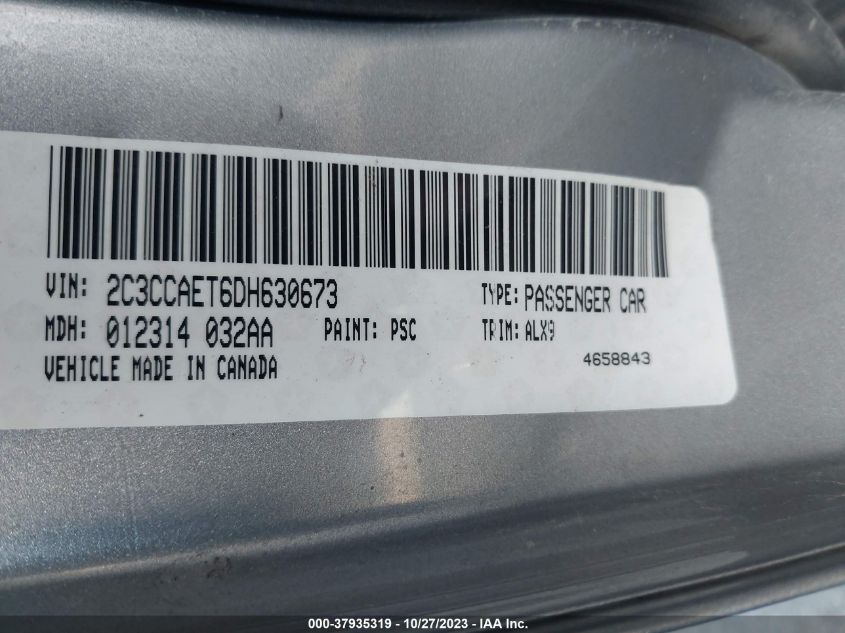 VIN: 2C3CCAET6DH630673 TYPE: PASSENGER CAR
MDH: 012314 032AA PAINT: PSC TRIM: ALX9
VEHICLE MADE IN CANADA 4658843
000-37935319 - 10/27/2023 - IAA Inc.